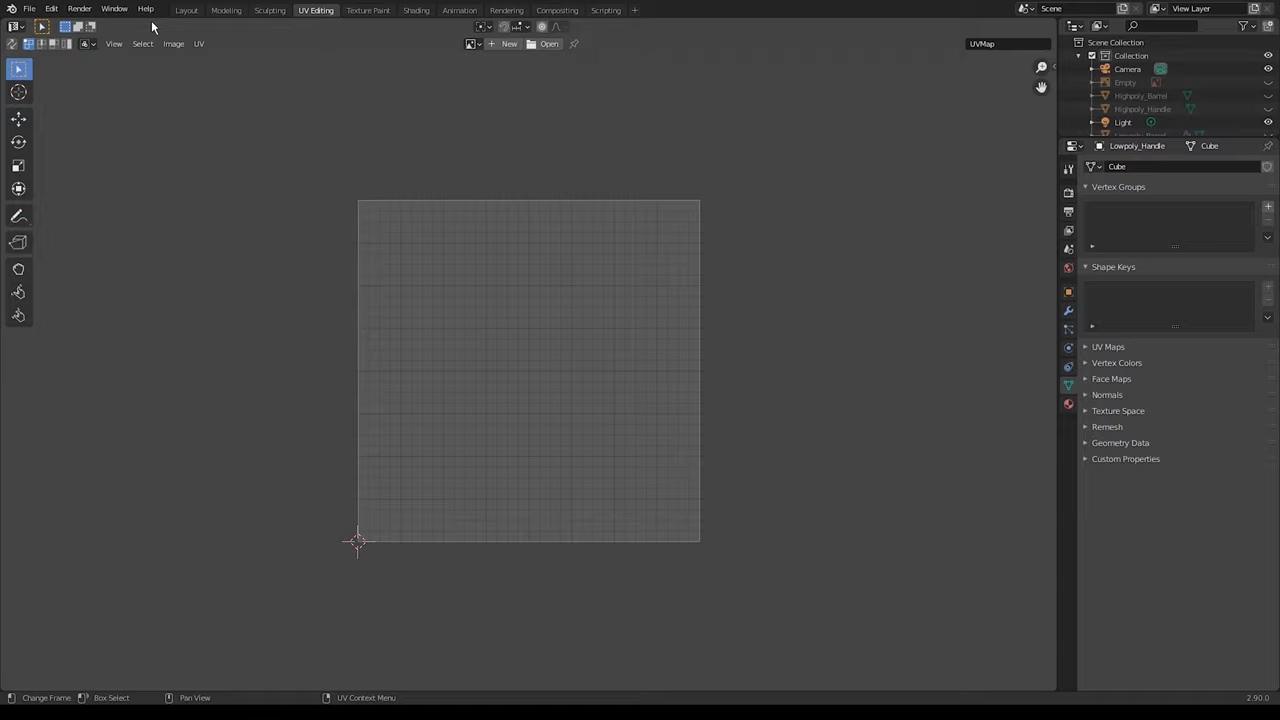 File Edit Render Window Help Layout Modeling Sculpting UV Editing Texture Paint Shading Animation Compositing Rendering Scripting + Scene View Layer
View Select Image UV New Open UVMap
Scene Collection
Collection
Camera
Empty
Highpoly_Barrel
Highpoly_Handle
Light
Lowpoly_Barrel
Lowpoly_Handle Cube
Cube
Vertex Groups
Shape Keys
UV Maps
Vertex Colors
Face Maps
Normals
Texture Space
Remesh
Geometry Data
Custom Properties
Change Frame Box Select Pan View UV Context Menu 2.90.0